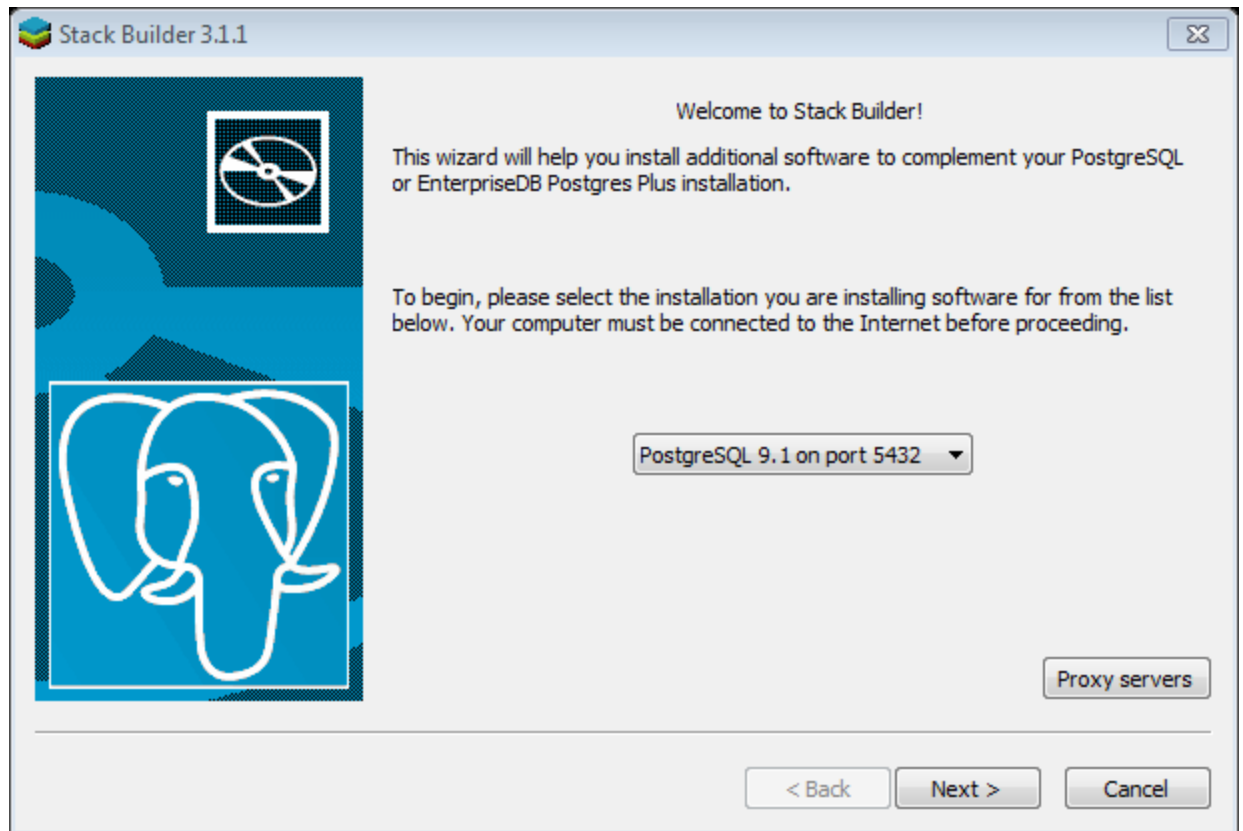 Stack Builder 3.1.1
Welcome to Stack Builder!
This wizard will help you install additional software to complement your PostgreSQL
or EnterpriseDB Postgres Plus installation.
To begin, please select the installation you are installing software for from the list
below. Your computer must be connected to the Internet before proceeding.
PostgreSQL 9.1 on port 5432
Proxy servers
< Back
Next >
Cancel